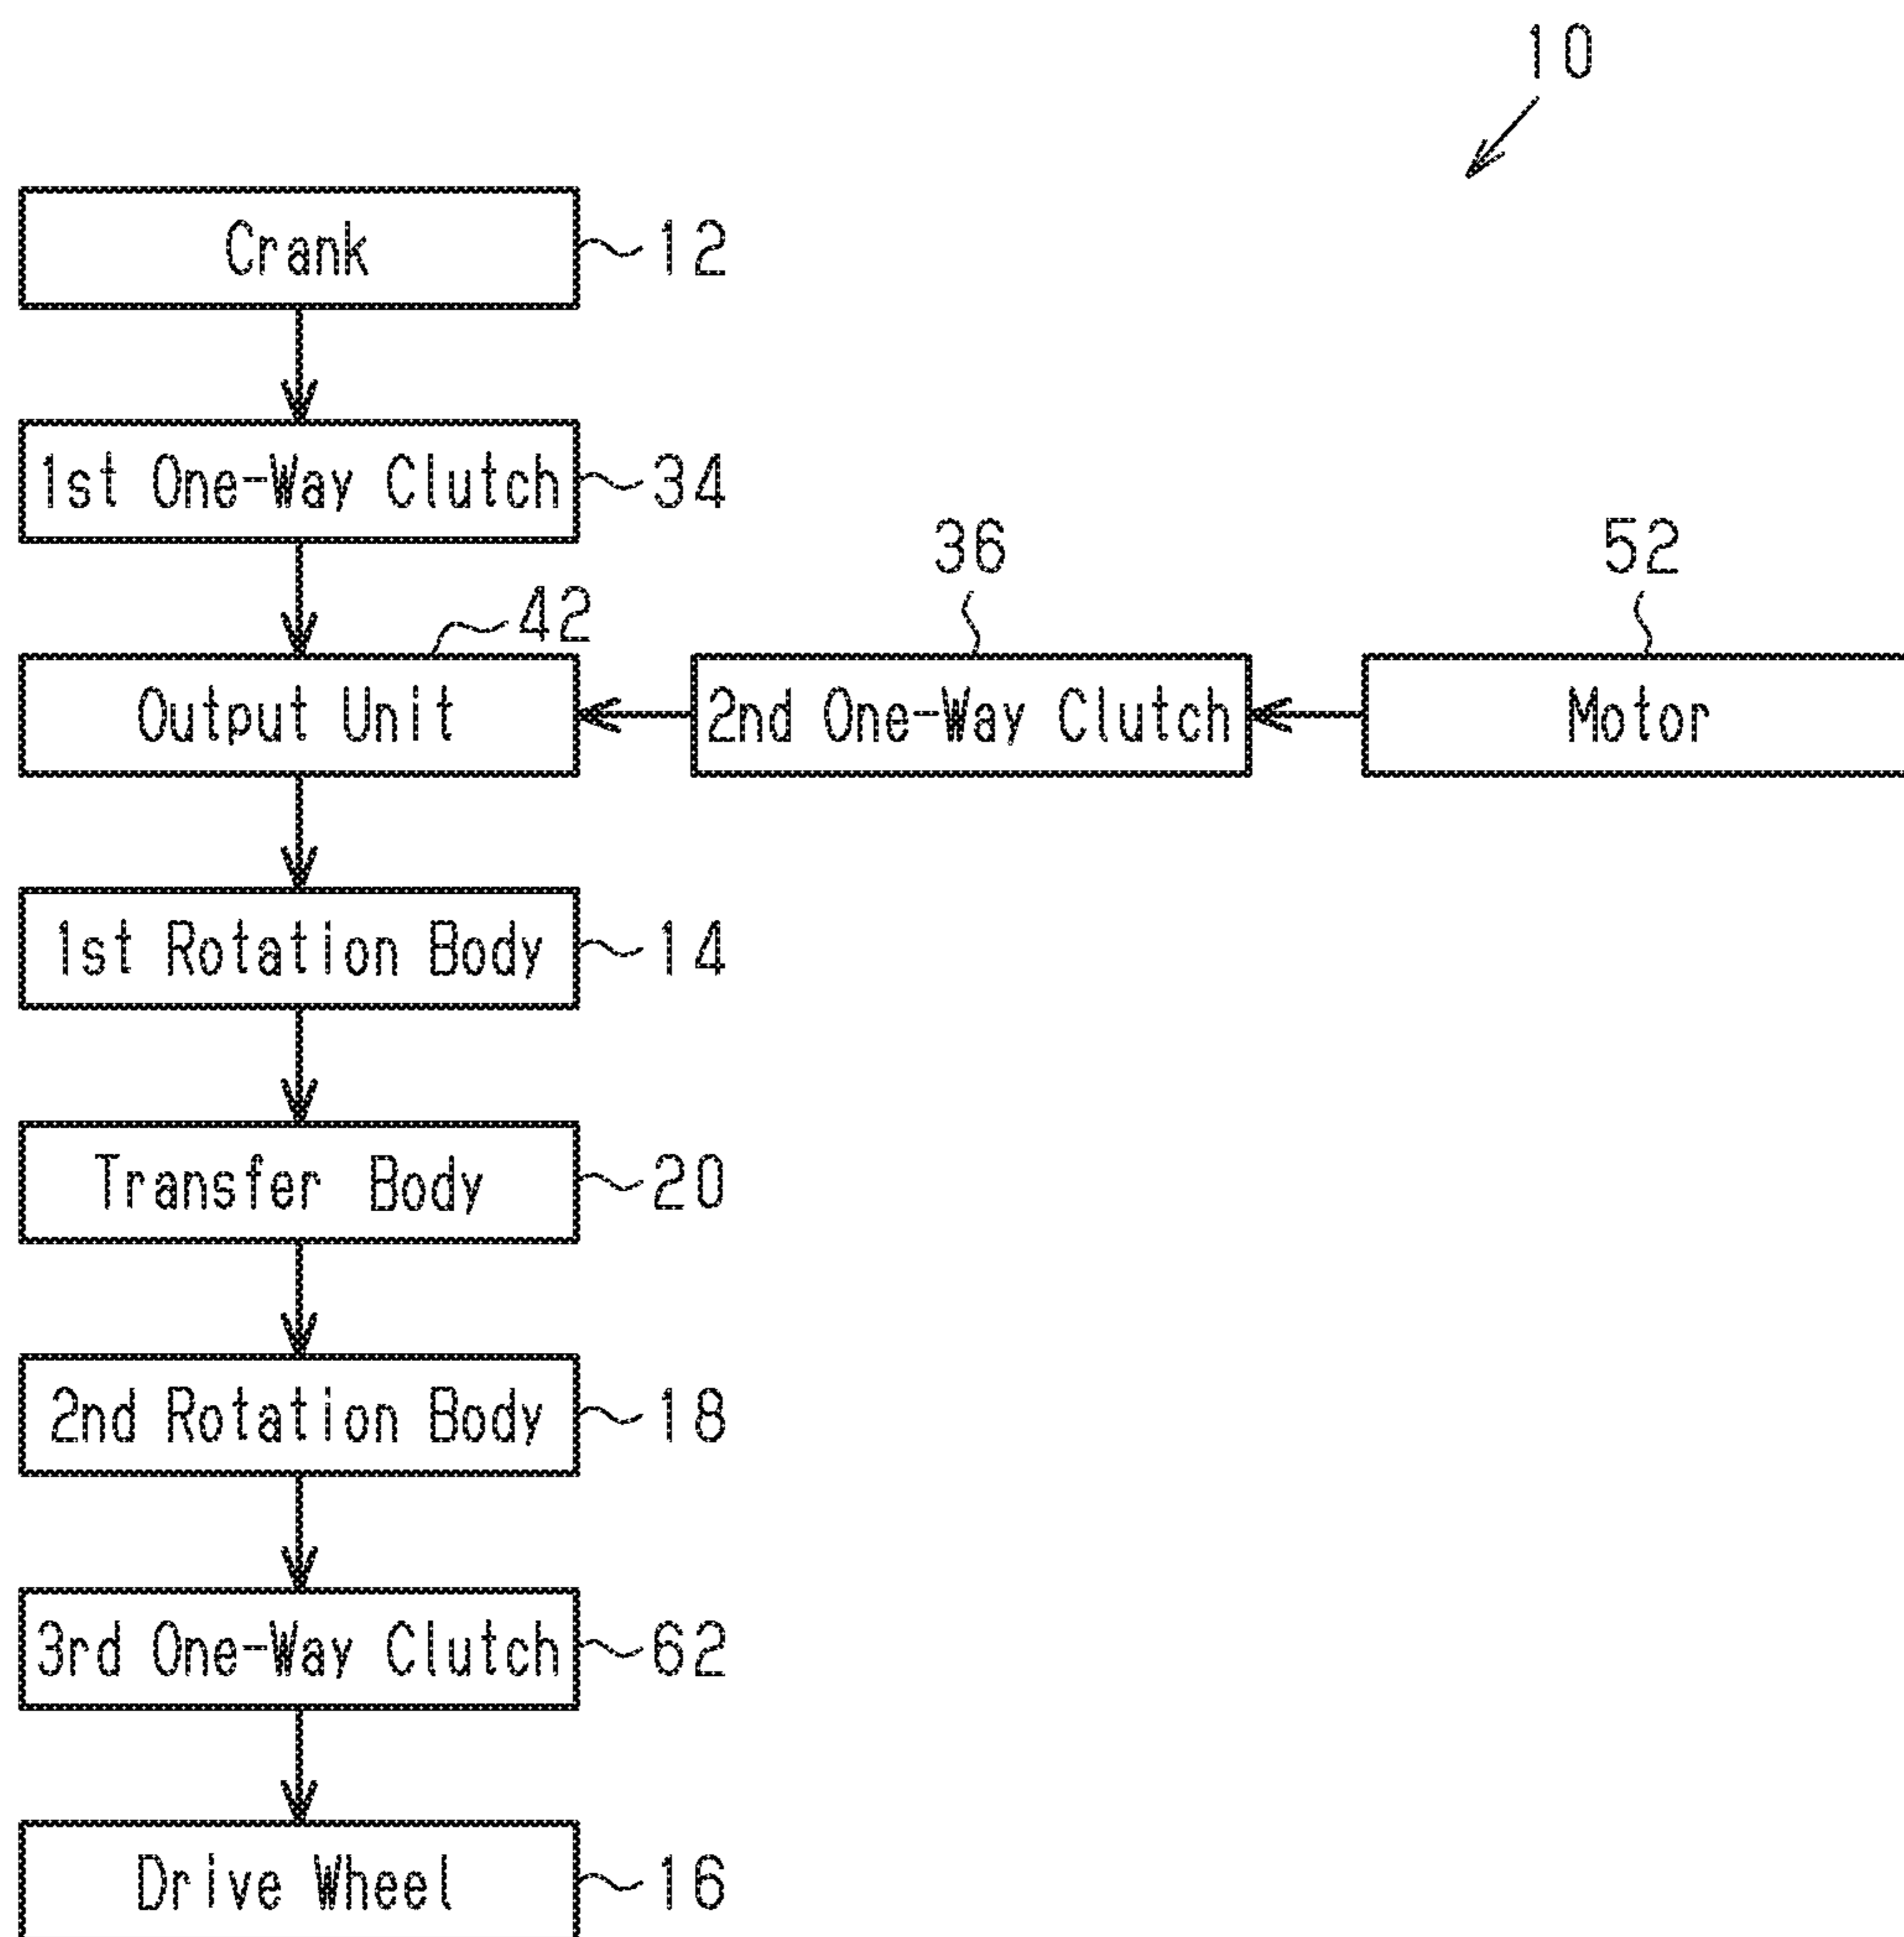 10
Crank 12
1st One-Way Clutch 34
42 36 52
Output Unit 2nd One-Way Clutch Motor
1st Rotation Body 14
Transfer Body 20
2nd Rotation Body 18
3rd One-Way Clutch 62
Drive Wheel 16